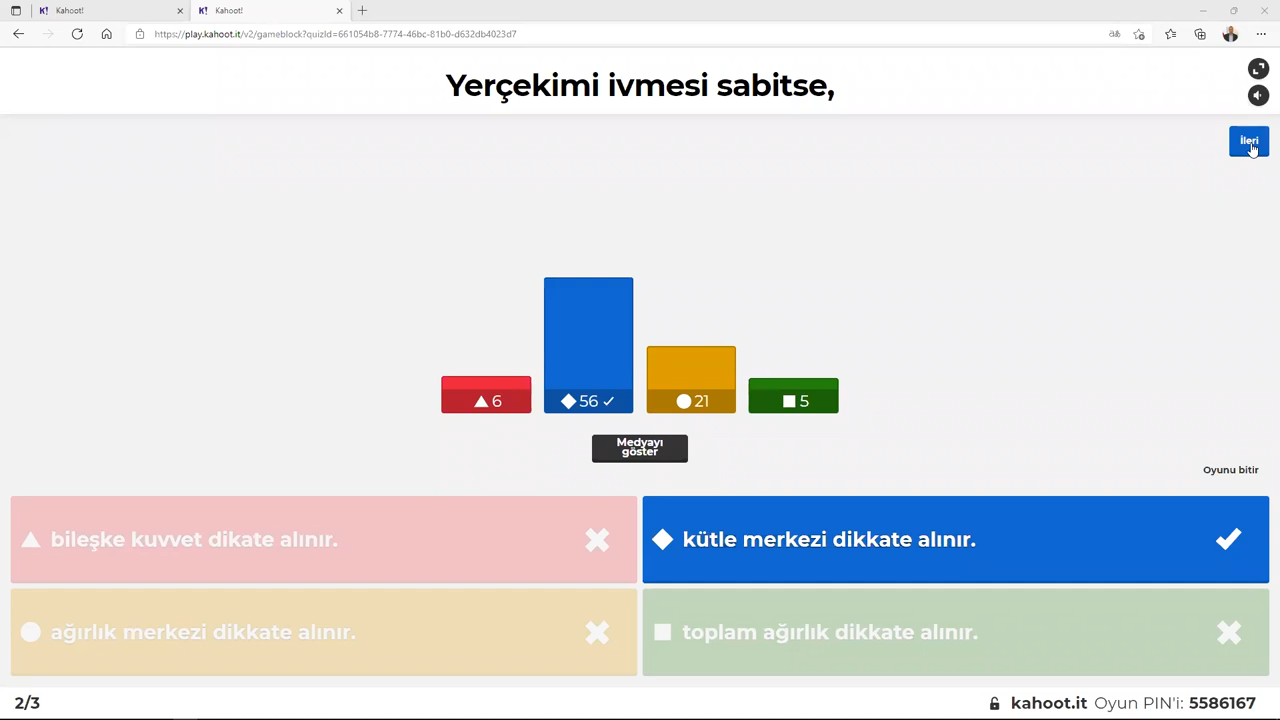 Kahoot!
Kahoot!
https://play.kahoot.it/v2/gameblock?quizId=661054b8-7774-46bc-81b0-d632db4023d7
Yerçekimi ivmesi sabitse,
İleri
6
56
21
5
Medyayı
göster
Oyunu bitir
bileşke kuvvet dikate alınır.
kütle merkezi dikkate alınır.
ağırlık merkezi dikkate alınır.
toplam ağırlık dikkate alınır.
2/3
kahoot.it Oyun PIN'i: 5586167